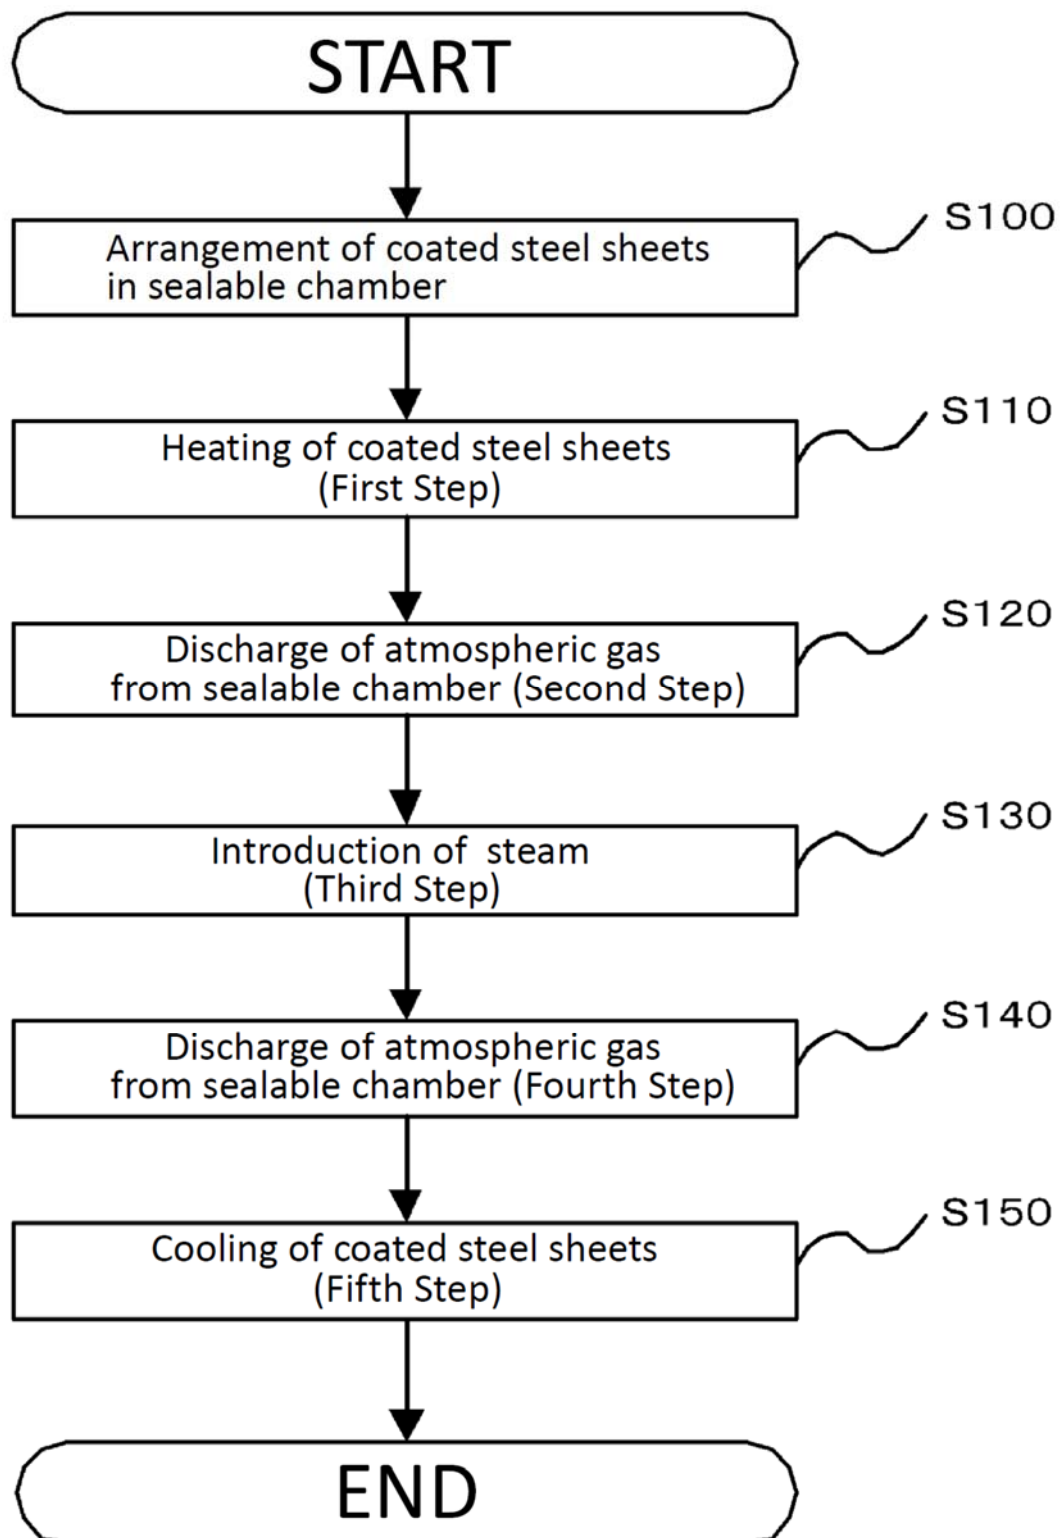 START
S100
Arrangement of coated steel sheets
in sealable chamber
S110
Heating of coated steel sheets
(First Step)
S120
Discharge of atmospheric gas
from sealable chamber (Second Step)
S130
Introduction of steam
(Third Step)
S140
Discharge of atmospheric gas
from sealable chamber (Fourth Step)
S150
Cooling of coated steel sheets
(Fifth Step)
END